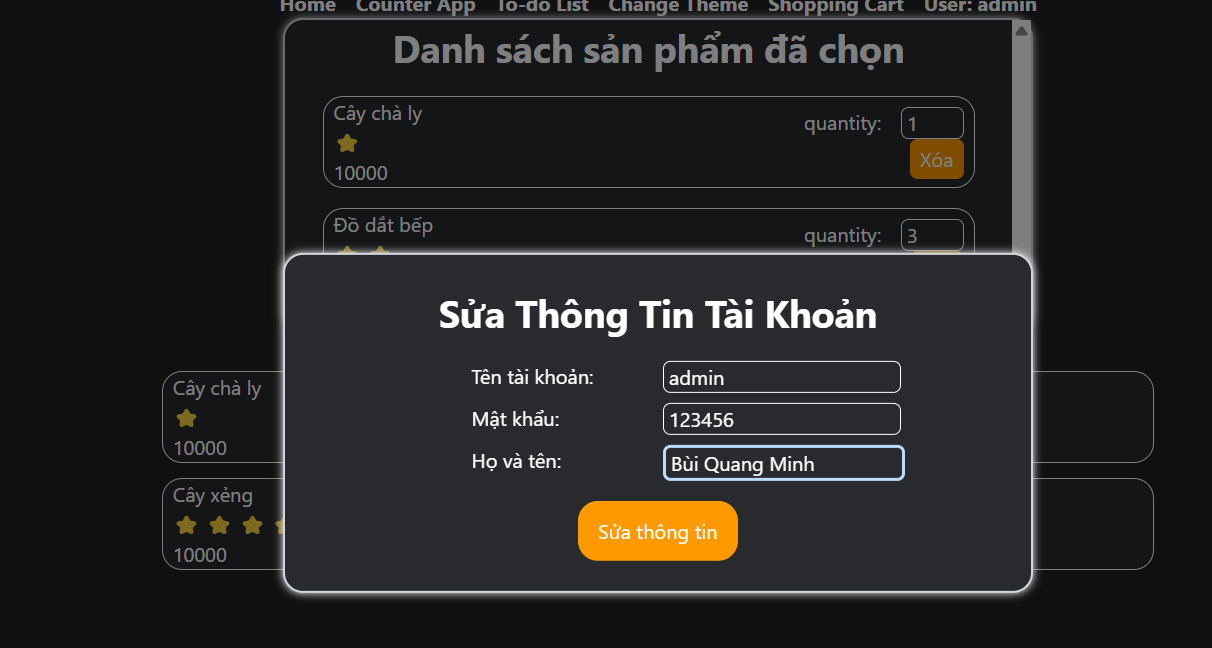 Home Counter App To-do List Change Theme Shopping Cart User: admin
Danh sách sản phẩm đã chọn
Cây chà ly
quantity: 1
Xóa
10000
Đồ dắt bếp
quantity: 3
Sửa Thông Tin Tài Khoản
Tên tài khoản: admin
Mật khẩu: 123456
Họ và tên: Bùi Quang Minh
Sửa thông tin
Cây chà ly
10000
Cây xẻng
10000